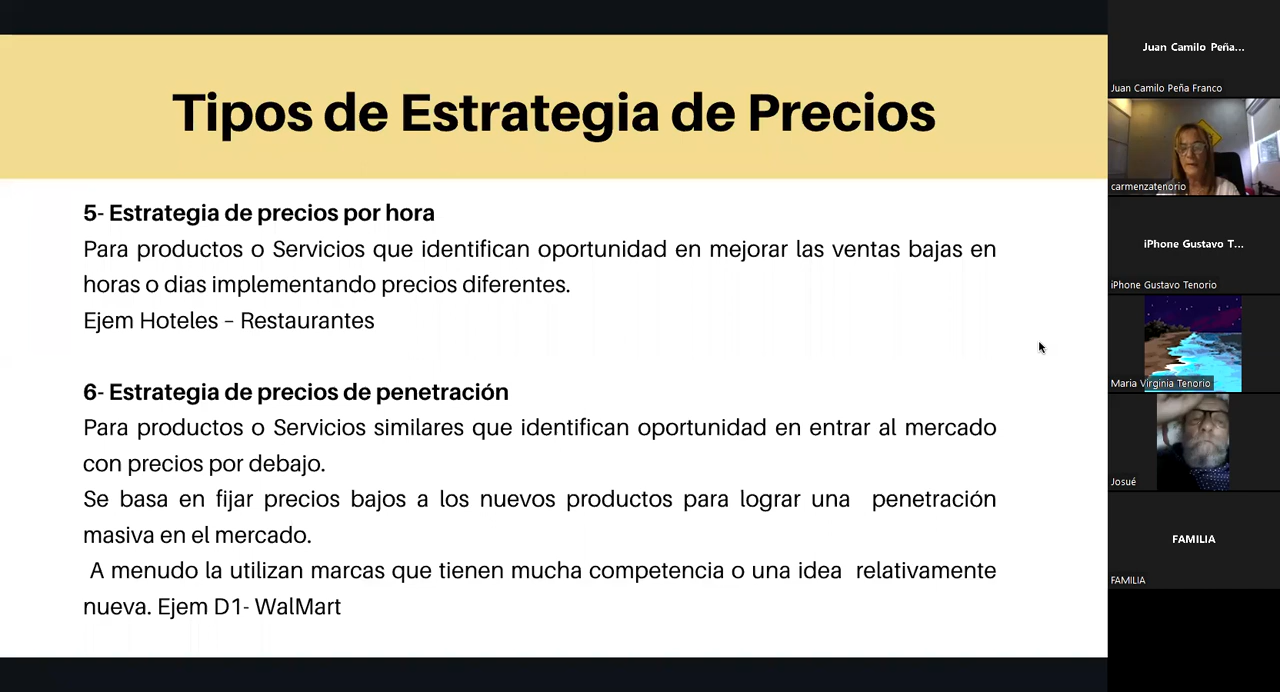 Tipos de Estrategia de Precios
5- Estrategia de precios por hora
Para productos o Servicios que identifican oportunidad en mejorar las ventas bajas en
horas o dias implementando precios diferentes.
Ejem Hoteles – Restaurantes
6- Estrategia de precios de penetración
Para productos o Servicios similares que identifican oportunidad en entrar al mercado
con precios por debajo.
Se basa en fijar precios bajos a los nuevos productos para lograr una penetración
masiva en el mercado.
A menudo la utilizan marcas que tienen mucha competencia o una idea relativamente
nueva. Ejem D1- WalMart
Juan Camilo Peña...
Juan Camilo Peña Franco
carmenzatenorio
iPhone Gustavo T...
iPhone Gustavo Tenorio
Maria Virginia Tenorio
Josué
FAMILIA
FAMILIA